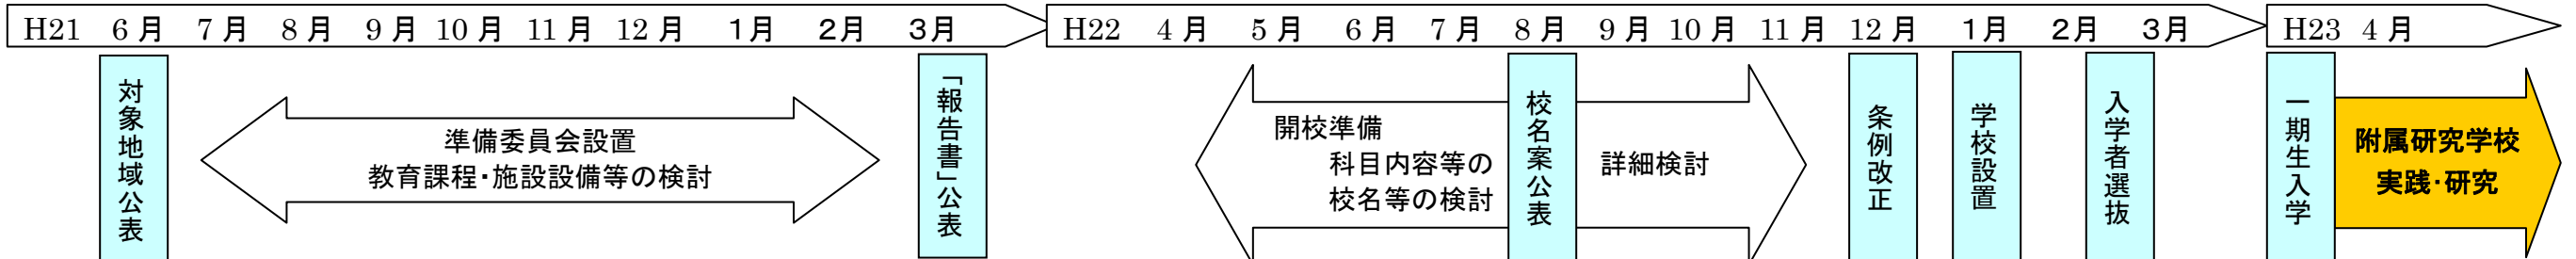 H21 6月 7月 8月 9月 10月 11月 12月 1月 2月 3月
H22 4月 5月 6月 7月 8月 9月 10月 11月 12月 1月 2月 3月
H23 4月
対象地域公表
準備委員会設置
教育課程・施設設備等の検討
「報告書」公表
開校準備
科目内容等の
校名等の検討
校名案公表
詳細検討
条例改正
学校設置
入学者選抜
一期生入学
附属研究学校
実践・研究